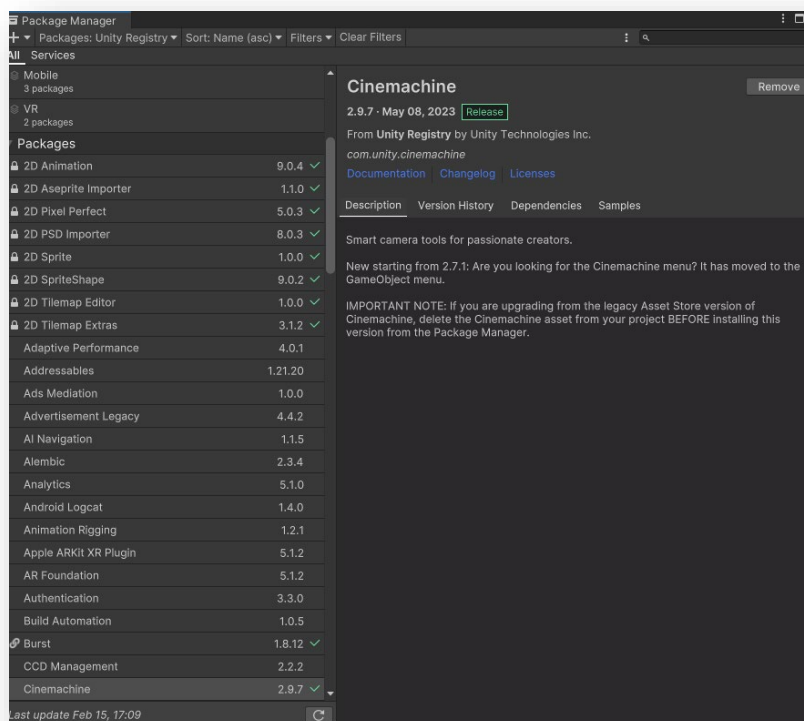 Package Manager
Packages: Unity Registry Sort: Name (asc) Filters Clear Filters
All Services
Mobile
3 packages
VR
2 packages
Packages
2D Animation 9.0.4
2D Aseprite Importer 1.1.0
2D Pixel Perfect 5.0.3
2D PSD Importer 8.0.3
2D Sprite 1.0.0
2D SpriteShape 9.0.2
2D Tilemap Editor 1.0.0
2D Tilemap Extras 3.1.2
Adaptive Performance 4.0.1
Addressables 1.21.20
Ads Mediation 1.0.0
Advertisement Legacy 4.4.2
AI Navigation 1.1.5
Alembic 2.3.4
Analytics 5.1.0
Android Logcat 1.4.0
Animation Rigging 1.2.1
Apple ARKit XR Plugin 5.1.2
AR Foundation 5.1.2
Authentication 3.3.0
Build Automation 1.0.5
Burst 1.8.12
CCD Management 2.2.2
Cinemachine 2.9.7
Last update Feb 15, 17:09
Cinemachine
Remove
2.9.7 · May 08, 2023 Release
From Unity Registry by Unity Technologies Inc.
com.unity.cinemachine
Documentation Changelog Licenses
Description Version History Dependencies Samples
Smart camera tools for passionate creators.
New starting from 2.7.1: Are you looking for the Cinemachine menu? It has moved to the
GameObject menu.
IMPORTANT NOTE: If you are upgrading from the legacy Asset Store version of
Cinemachine, delete the Cinemachine asset from your project BEFORE installing this
version from the Package Manager.